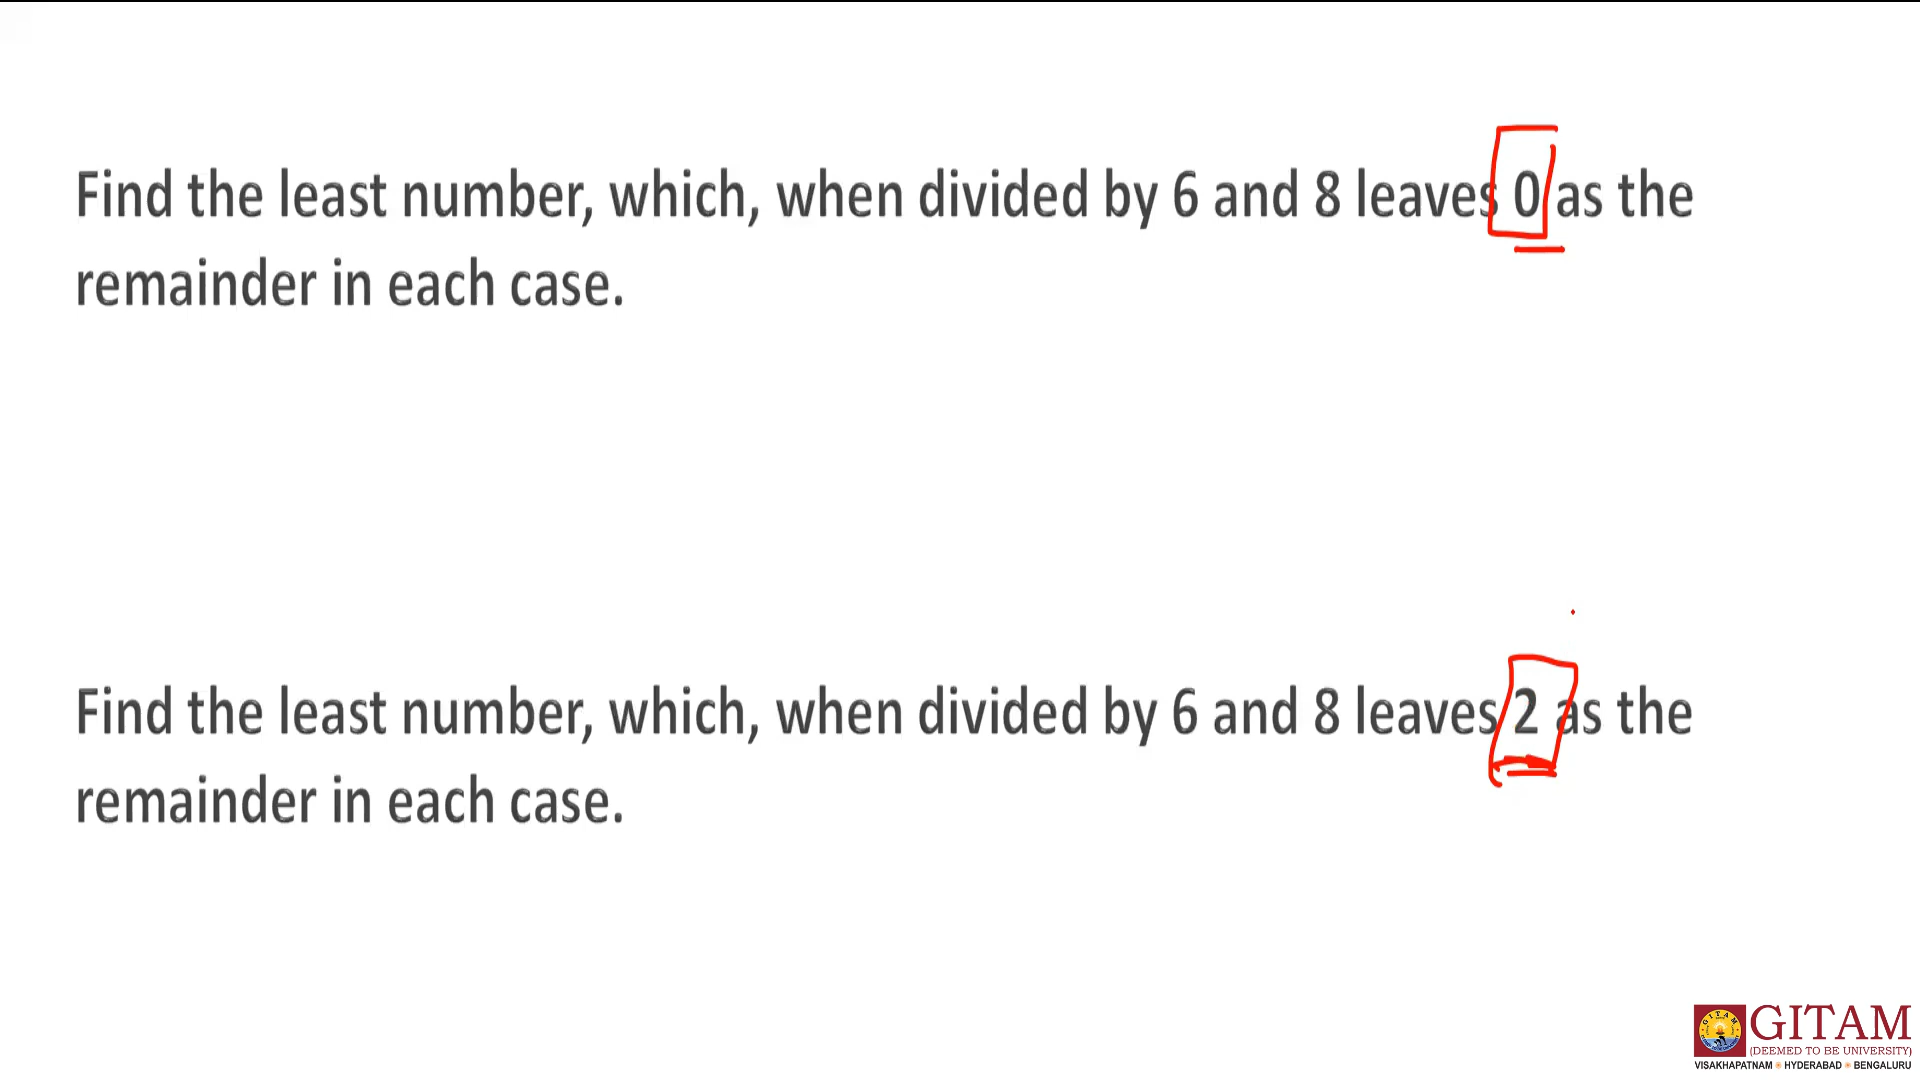 Find the least number, which, when divided by 6 and 8 leaves 0 as the
remainder in each case.
Find the least number, which, when divided by 6 and 8 leaves 2 as the
remainder in each case.
GITAM
(DEEMED TO BE UNIVERSITY)
VISAKHAPATNAM * HYDERABAD * BENGALURU